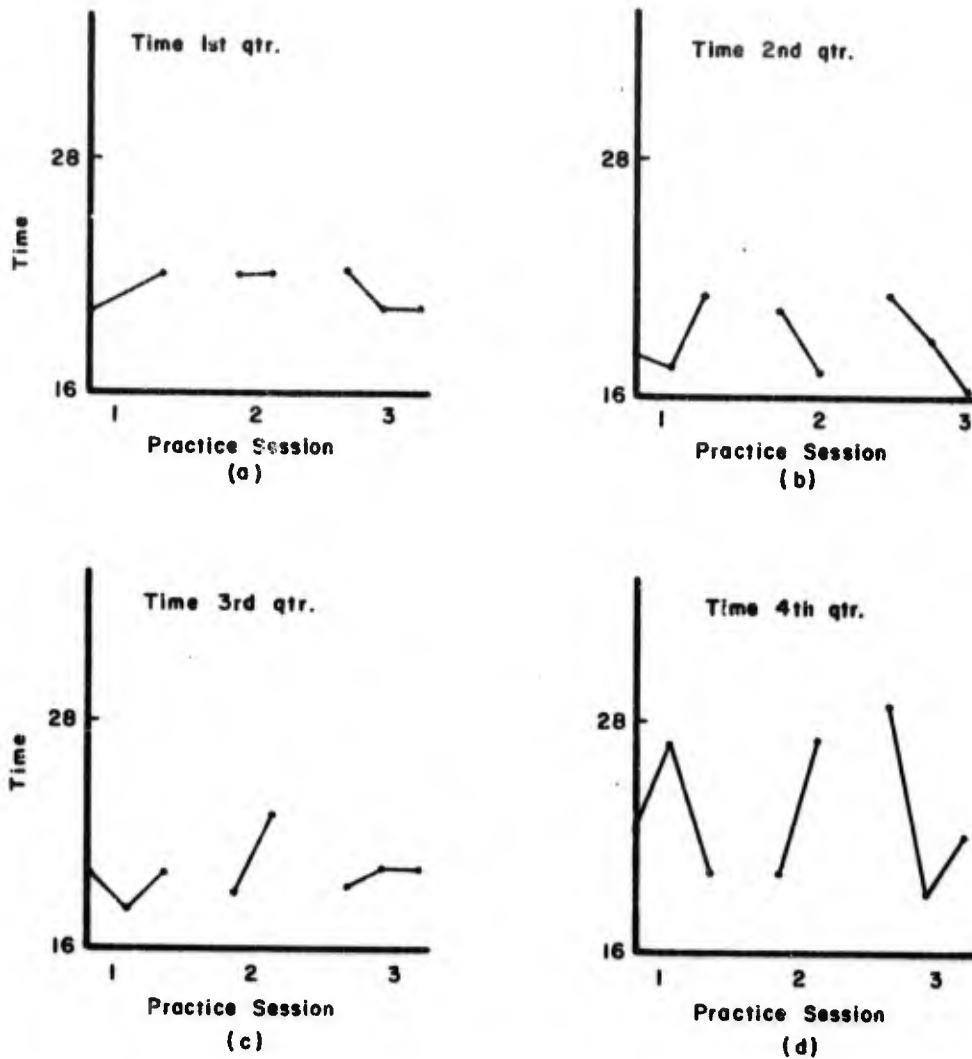 Time 1st qtr.
28
Time
16
1 2 3
Practice Session
(a)
Time 2nd qtr.
28
16
1 2 3
Practice Session
(b)
Time 3rd qtr.
28
Time
16
1 2 3
Practice Session
(c)
Time 4th qtr.
28
16
1 2 3
Practice Session
(d)